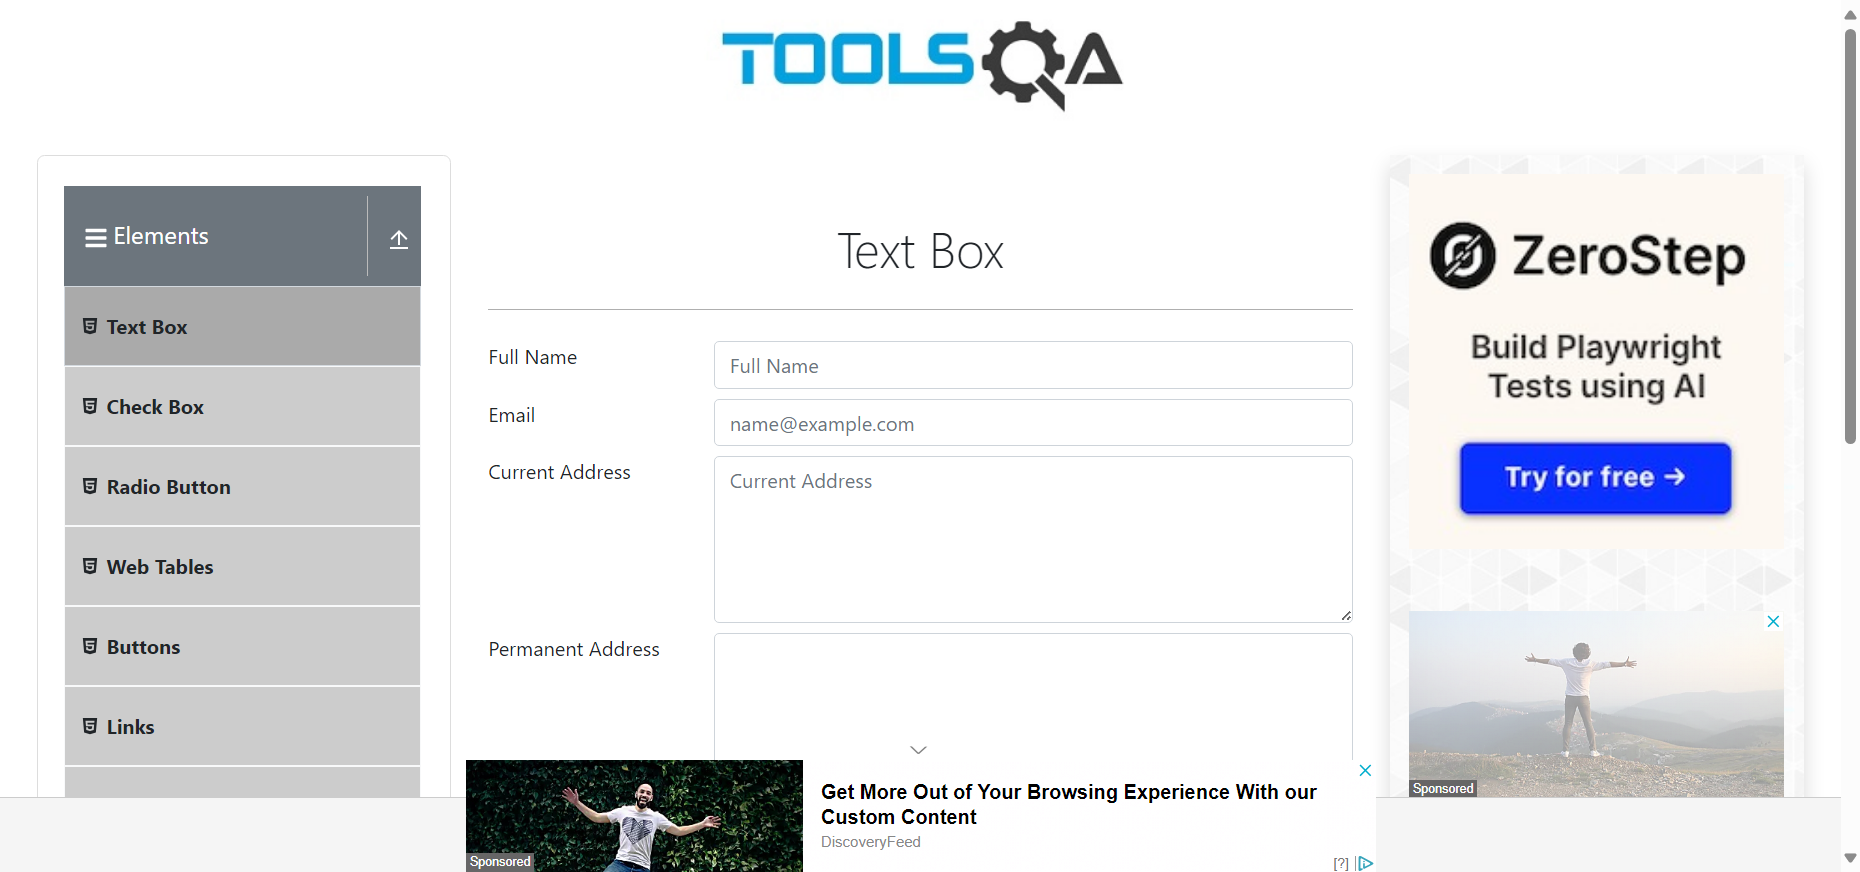 TOOLSQA
Elements
Text Box
Check Box
Radio Button
Web Tables
Buttons
Links
Text Box
Full Name
Full Name
Email
name@example.com
Current Address
Current Address
Permanent Address
Sponsored
Get More Out of Your Browsing Experience With our
Custom Content
DiscoveryFeed
[?]
ZeroStep
Build Playwright
Tests using AI
Try for free →
Sponsored